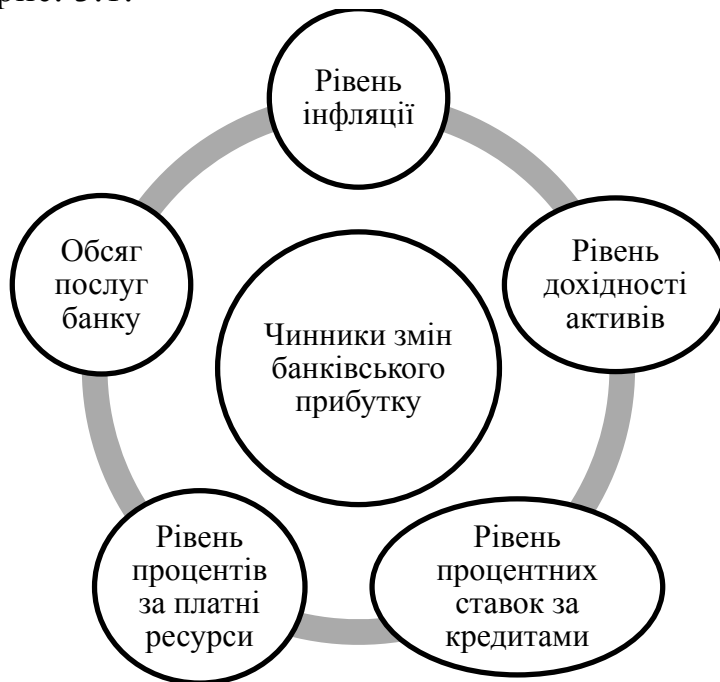 рис. 3.1.
Рівень
інфляції
Рівень
дохідності
активів
Обсяг
послуг
банку
Чинники змін
банківського
прибутку
Рівень
процентних
ставок за
кредитами
Рівень
процентів
за платні
ресурси